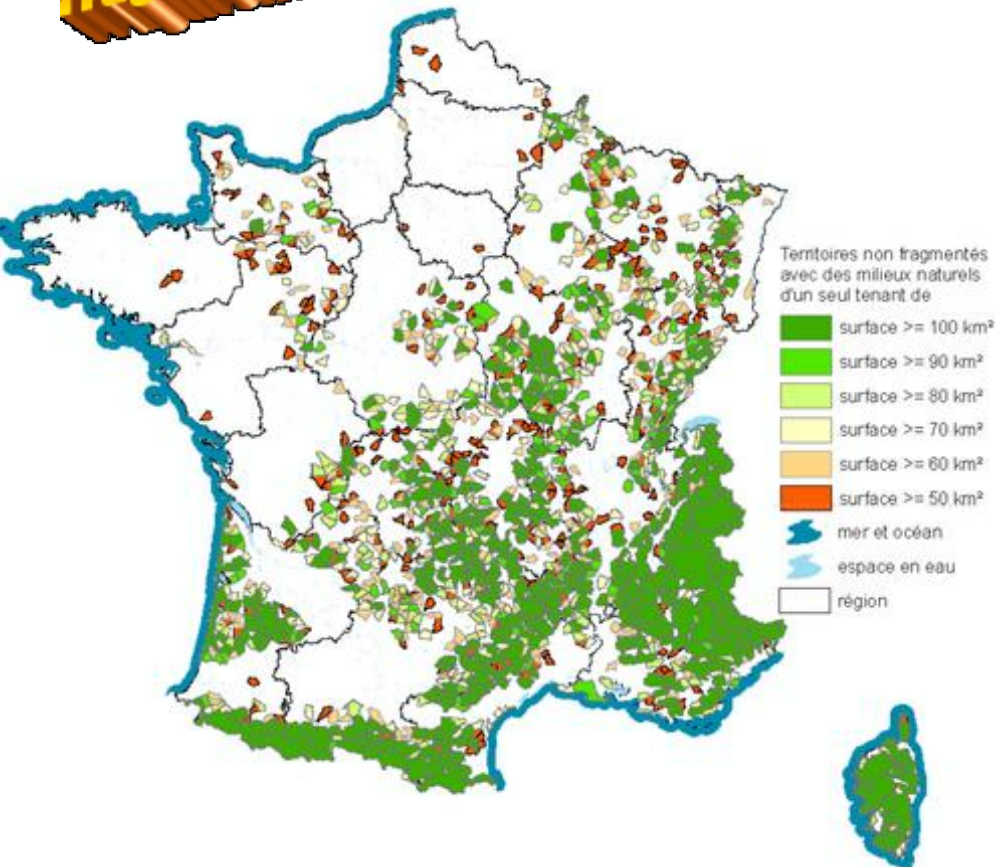 Territoires non fragmentés
avec des milieux naturels
d'un seul tenant de
surface >= 100 km²
surface >= 90 km²
surface >= 80 km²
surface >= 70 km²
surface >= 60 km²
surface >= 50 km²
mer et océan
espace en eau
région